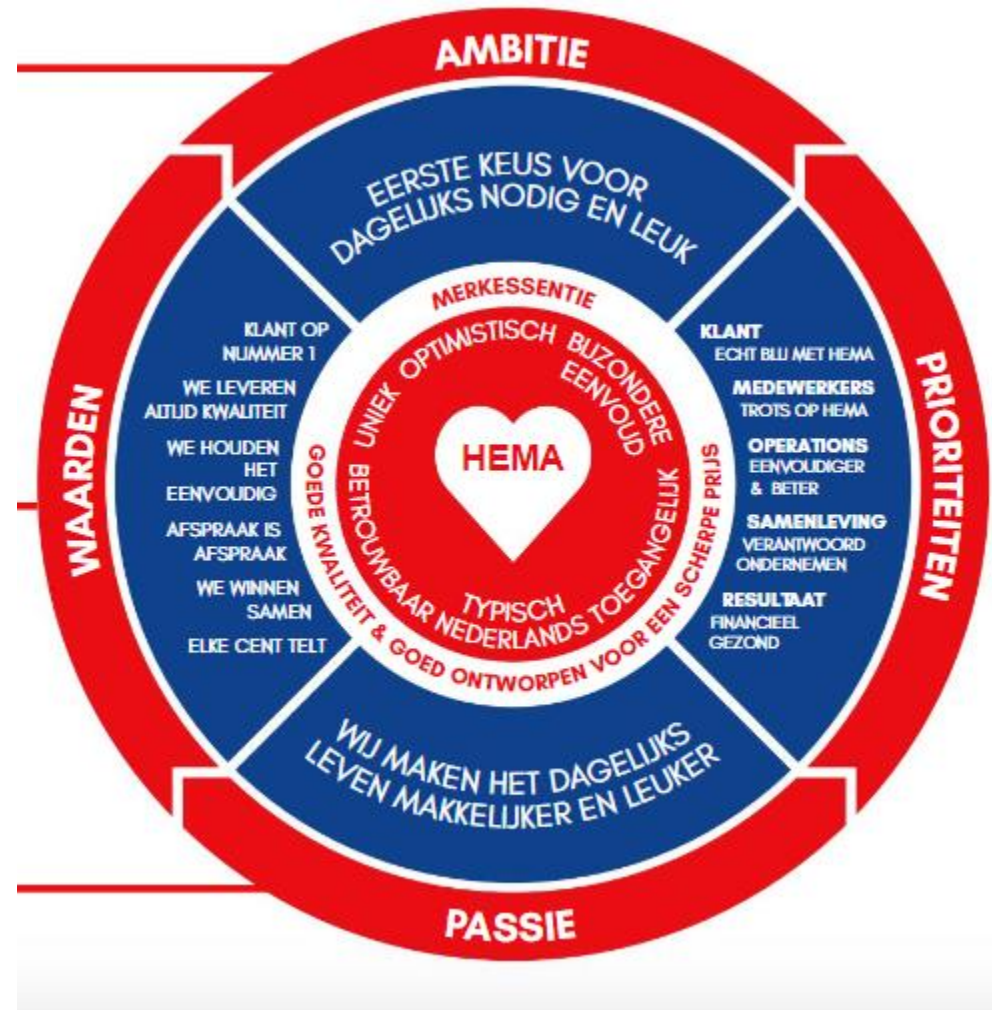 AMBITIE
EERSTE KEUS VOOR
DAGELIJKS NODIG EN LEUK
WAARDEN
KLANT OP
NUMMER 1
WE LEVEREN
ALTIJD KWALITEIT
WE HOUDEN
HET
EENVOUDIG
AFSPRAAK IS
AFSPRAAK
WE WINNEN
SAMEN
ELKE CENT TELT
MERKESSENTIE
GOEDE KWALITEIT & GOED ONTWORPEN VOOR EEN SCHERPE PRIJS
UNIEK
OPTIMISTISCH
BIJZONDERE
EENVOUD
HEMA
BETROUWBAAR
TYPISCH
NEDERLANDS
TOEGANGELIJK
KLANT
ECHT BLIJ MET HEMA
MEDEWERKERS
TROTS OP HEMA
OPERATIONS
EENVOUDIGER
& BETER
SAMENLEVING
VERANTWOORD
ONDERNEMEN
RESULTAAT
FINANCIEEL
GEZOND
PRIORITEITEN
WIJ MAKEN HET DAGELIJKS
LEVEN MAKKELIJKER EN LEUKER
PASSIE